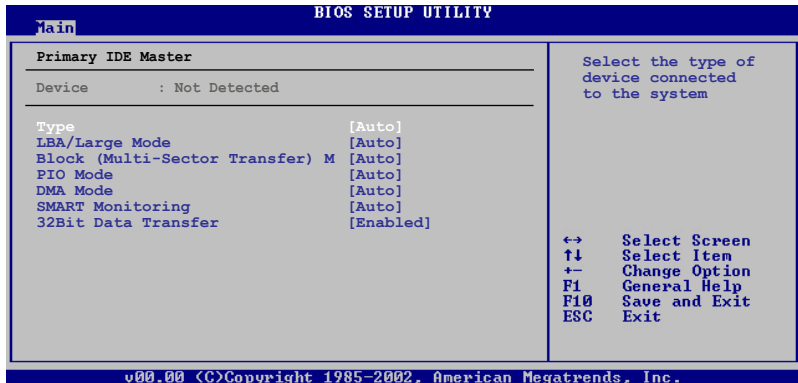 BIOS SETUP UTILITY
Main
Primary IDE Master
Device : Not Detected
Type [Auto]
LBA/Large Mode [Auto]
Block (Multi-Sector Transfer) M [Auto]
PIO Mode [Auto]
DMA Mode [Auto]
SMART Monitoring [Auto]
32Bit Data Transfer [Enabled]
Select the type of
device connected
to the system
←→ Select Screen
↑↓ Select Item
+- Change Option
F1 General Help
F10 Save and Exit
ESC Exit
v00.00 (C)Copyright 1985-2002, American Megatrends, Inc.